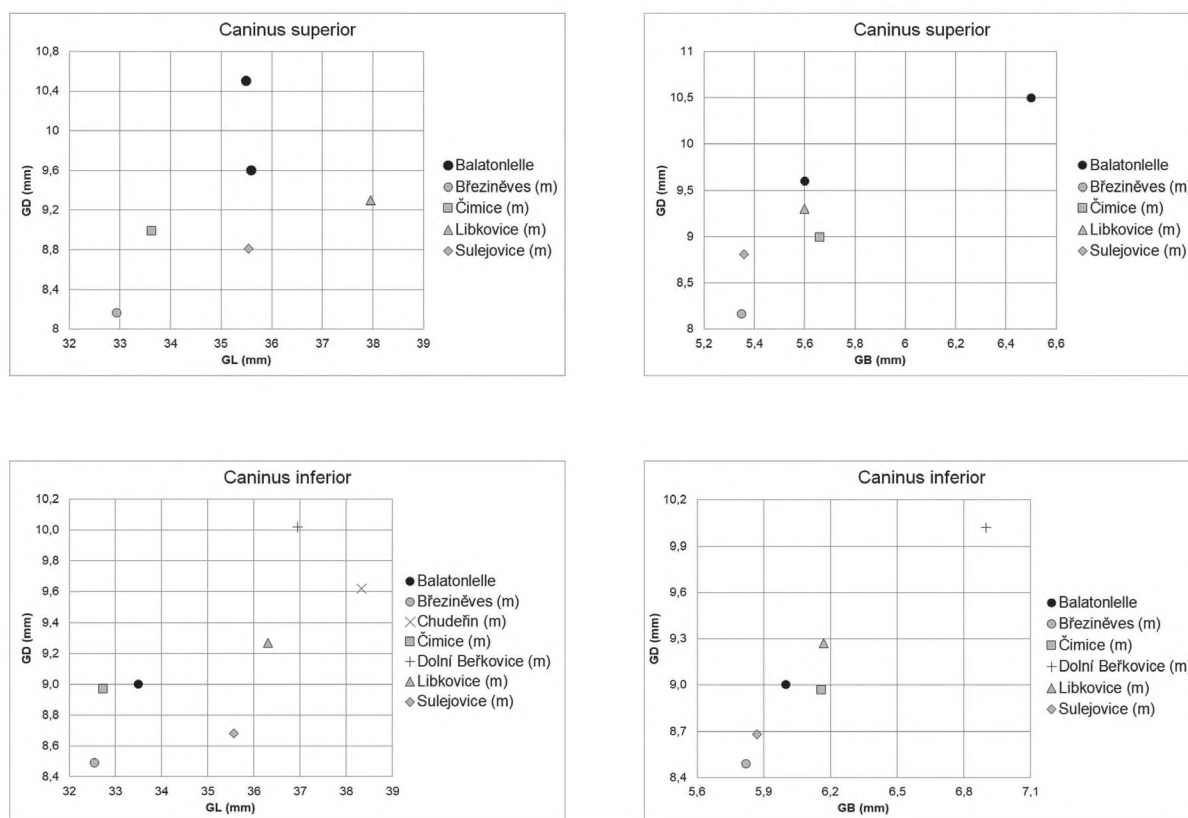 Caninus superior
10,8
10,4
10
9,6
9,2
8,8
8,4
8
GD (mm)
32 33 34 35 36 37 38 39
GL (mm)
Balatonlelle
Březiněves (m)
Čimice (m)
Libkovice (m)
Sulejovice (m)
Caninus superior
11
10,5
10
9,5
9
8,5
8
GD (mm)
5,2 5,4 5,6 5,8 6 6,2 6,4 6,6
GB (mm)
Balatonlelle
Březiněves (m)
Čimice (m)
Libkovice (m)
Sulejovice (m)
Caninus inferior
10,2
10,0
9,8
9,6
9,4
9,2
9,0
8,8
8,6
8,4
GD (mm)
32 33 34 35 36 37 38 39
GL (mm)
Balatonlelle
Březiněves (m)
Chudeřin (m)
Čimice (m)
Dolní Beřkovice (m)
Libkovice (m)
Sulejovice (m)
Caninus inferior
10,2
9,9
9,6
9,3
9,0
8,7
8,4
GD (mm)
5,6 5,9 6,2 6,5 6,8 7,1
GB (mm)
Balatonlelle
Březiněves (m)
Čimice (m)
Dolní Beřkovice (m)
Libkovice (m)
Sulejovice (m)